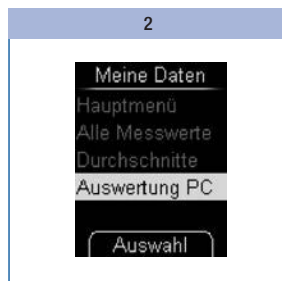 2
Meine Daten
Hauptmenü
Alle Messwerte
Durchschnitte
Auswertung PC
Auswahl